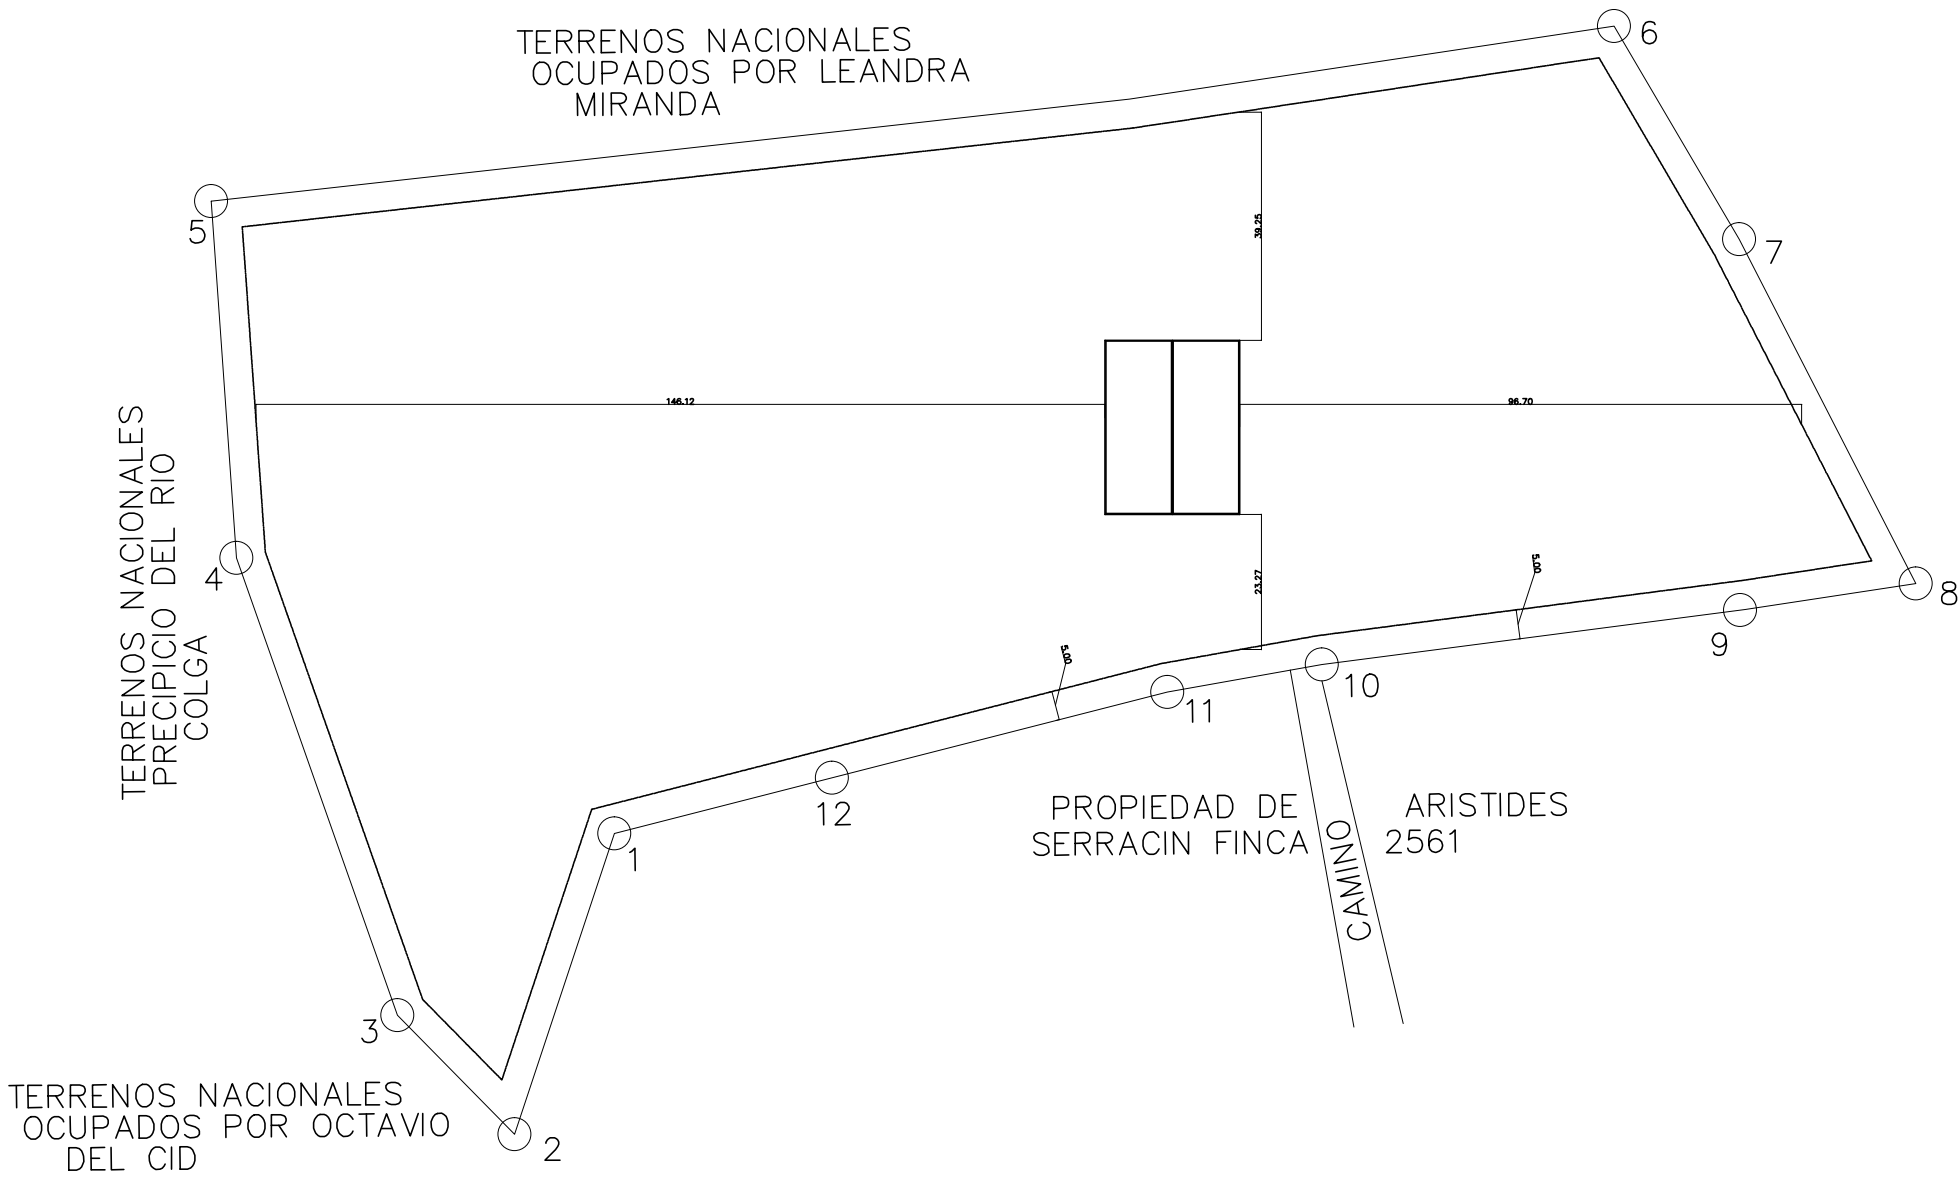 TERRENOS NACIONALES
OCUPADOS POR LEANDRA
MIRANDA
6
5
7
39.25
146.12
96.70
TERRENOS NACIONALES
PRECIPICIO DEL RIO
COLGA
4
23.27
5.00
8
9
5.00
10
11
12
1
PROPIEDAD DE ARISTIDES
SERRACIN FINCA 2561
CAMINO
3
TERRENOS NACIONALES
OCUPADOS POR OCTAVIO
DEL CID
2